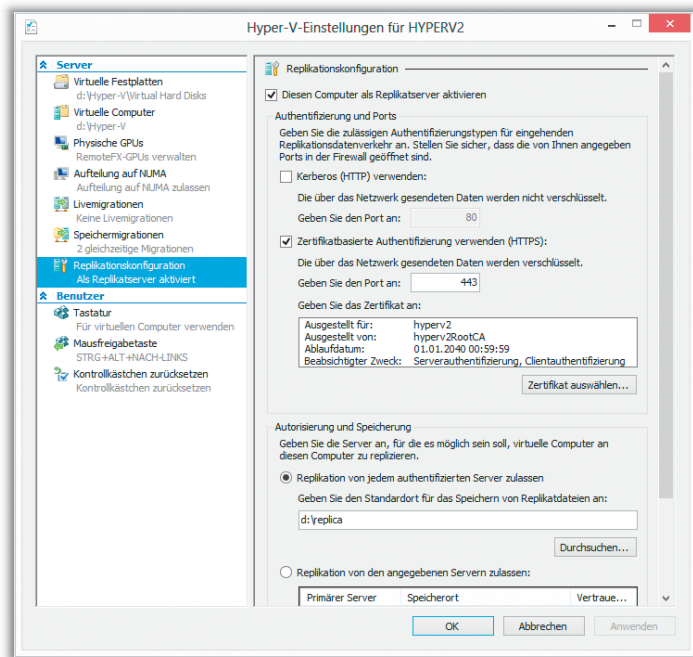 Hyper-V-Einstellungen für HYPERV2
Server
Virtuelle Festplatten
d:\Hyper-V\Virtual Hard Disks
Virtuelle Computer
d:\Hyper-V
Physische GPUs
RemoteFX-GPUs verwalten
Aufteilung auf NUMA
Aufteilung auf NUMA zulassen
Livemigrationen
Keine Livemigrationen
Speichermigrationen
2 gleichzeitige Migrationen
Replikationskonfiguration
Als Replikatserver aktiviert
Benutzer
Tastatur
Für virtuellen Computer verwenden
Mausfreigabetaste
STRG+ALT+NACH-LINKS
Kontrollkästchen zurücksetzen
Kontrollkästchen zurücksetzen
Replikationskonfiguration
Diesen Computer als Replikatserver aktivieren
Authentifizierung und Ports
Geben Sie die zulässigen Authentifizierungstypen für eingehenden
Replikationsdatenverkehr an. Stellen Sie sicher, dass die von Ihnen angegeben
Ports in der Firewall geöffnet sind.
Kerberos (HTTP) verwenden:
Die über das Netzwerk gesendeten Daten werden nicht verschlüsselt.
Geben Sie den Port an: 80
Zertifikatbasierte Authentifizierung verwenden (HTTPS):
Die über das Netzwerk gesendeten Daten werden verschlüsselt.
Geben Sie den Port an: 443
Geben Sie das Zertifikat an:
Ausgestellt für: hyperv2
Ausgestellt von: hyperv2RootCA
Ablaufdatum: 01.01.2040 00:59:59
Beabsichtigter Zweck: Serverauthentifizierung, Clientauthentifizierung
Zertifikat auswählen...
Autorisierung und Speicherung
Geben Sie die Server an, für die es möglich sein soll, virtuelle Computer an
diesen Computer zu replizieren.
Replikation von jedem authentifizierten Server zulassen
Geben Sie den Standardort für das Speichern von Replikatdateien an:
d:\replica
Durchsuchen...
Replikation von den angegebenen Servern zulassen:
Primärer Server Speicherort Vertraue...
OK Abbrechen Anwenden